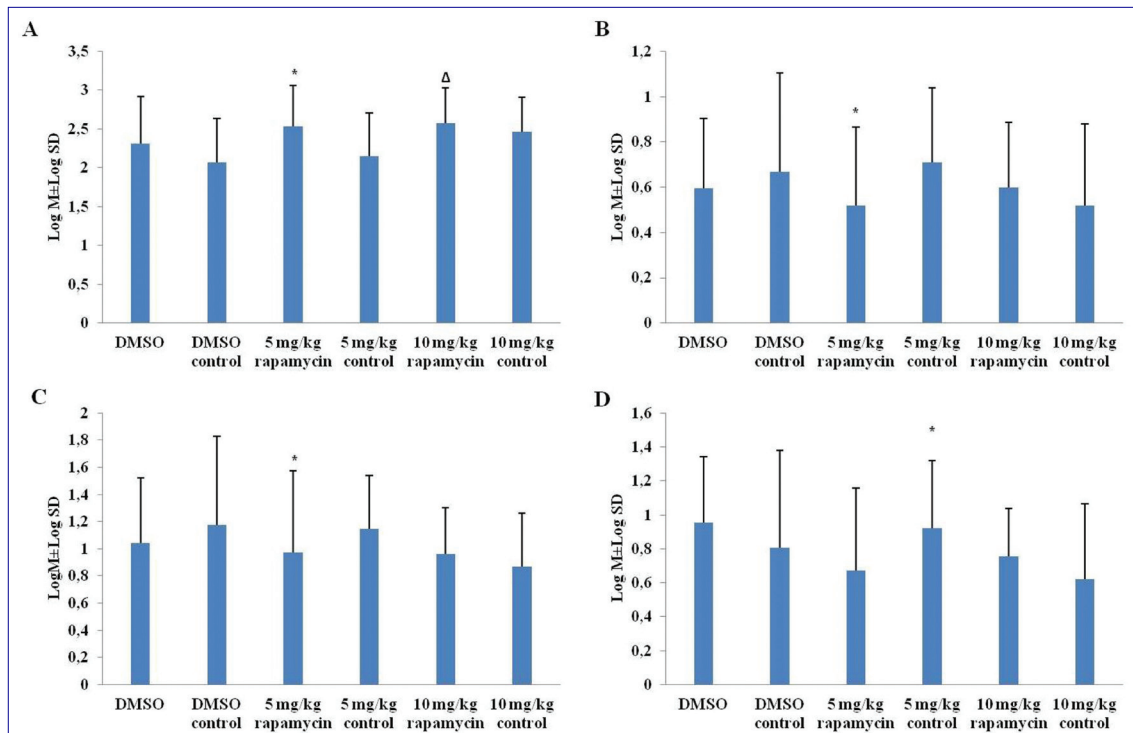 A
Log M±Log SD
3,5
3
2,5
2
1,5
1
0,5
0
*
Δ
DMSO
DMSO control
5 mg/kg rapamycin
5 mg/kg control
10 mg/kg rapamycin
10 mg/kg control
B
Log M±Log SD
1,2
1
0,8
0,6
0,4
0,2
0
*
DMSO
DMSO control
5 mg/kg rapamycin
5 mg/kg control
10 mg/kg rapamycin
10 mg/kg control
C
LogM±Log SD
2
1,8
1,6
1,4
1,2
1
0,8
0,6
0,4
0,2
0
*
DMSO
DMSO control
5 mg/kg rapamycin
5 mg/kg control
10 mg/kg rapamycin
10 mg/kg control
D
Log M±Log SD
1,6
1,4
1,2
1
0,8
0,6
0,4
0,2
0
*
DMSO
DMSO control
5 mg/kg rapamycin
5 mg/kg control
10 mg/kg rapamycin
10 mg/kg control